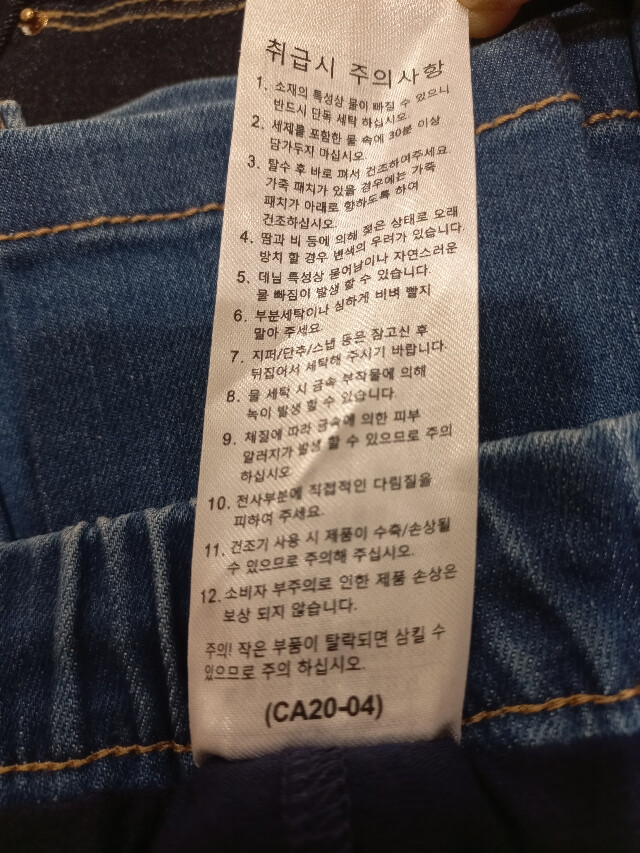 취급시 주의사항
1. 소재의 특성상 물이 빠질 수 있으니
반드시 단독 세탁 하십시오.
2. 세제를 포함한 물 속에 30분 이상
담가두지 마십시오.
3. 탈수 후 바로 펴서 건조하여주세요.
가죽 패치가 있을 경우에는 가죽
패치가 아래로 향하도록 하여
건조하십시오.
4. 땀과 비 등에 의해 젖은 상태로 오래
방치 할 경우 변색의 우려가 있습니다.
5. 데님 특성상 물어남이나 자연스러운
물 빠짐이 발생 할 수 있습니다.
6. 부분세탁이나 심하게 비벼 빨지
말아 주세요.
7. 지퍼/단추/스냅 등은 잠고신 후
뒤집어서 세탁해 주시기 바랍니다.
8. 물 세탁 시 금속 부착물에 의해
녹이 발생 할 수 있습니다.
9. 체질에 따라 금속에 의한 피부
알러지가 발생 할 수 있으므로 주의
하십시오
10. 전사부분에 직접적인 다림질을
피하여 주세요.
11. 건조기 사용 시 제품이 수축/손상될
수 있으므로 주의해 주십시오.
12. 소비자 부주의로 인한 제품 손상은
보상 되지 않습니다.
주의! 작은 부품이 탈락되면 삼킬 수
있으므로 주의 하십시오.
(CA20-04)